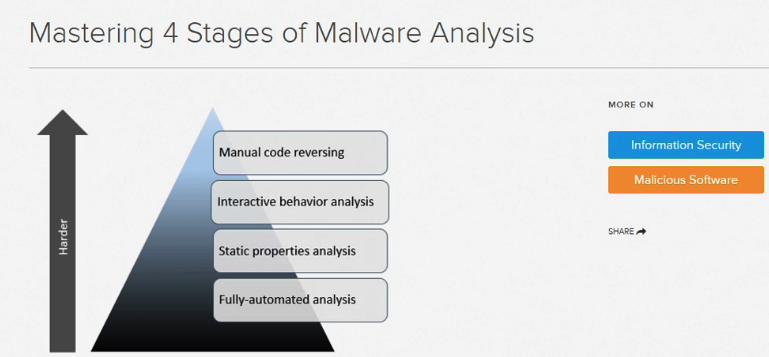 Mastering 4 Stages of Malware Analysis
MORE ON
Information Security
Malicious Software
SHARE
Harder
Manual code reversing
Interactive behavior analysis
Static properties analysis
Fully-automated analysis